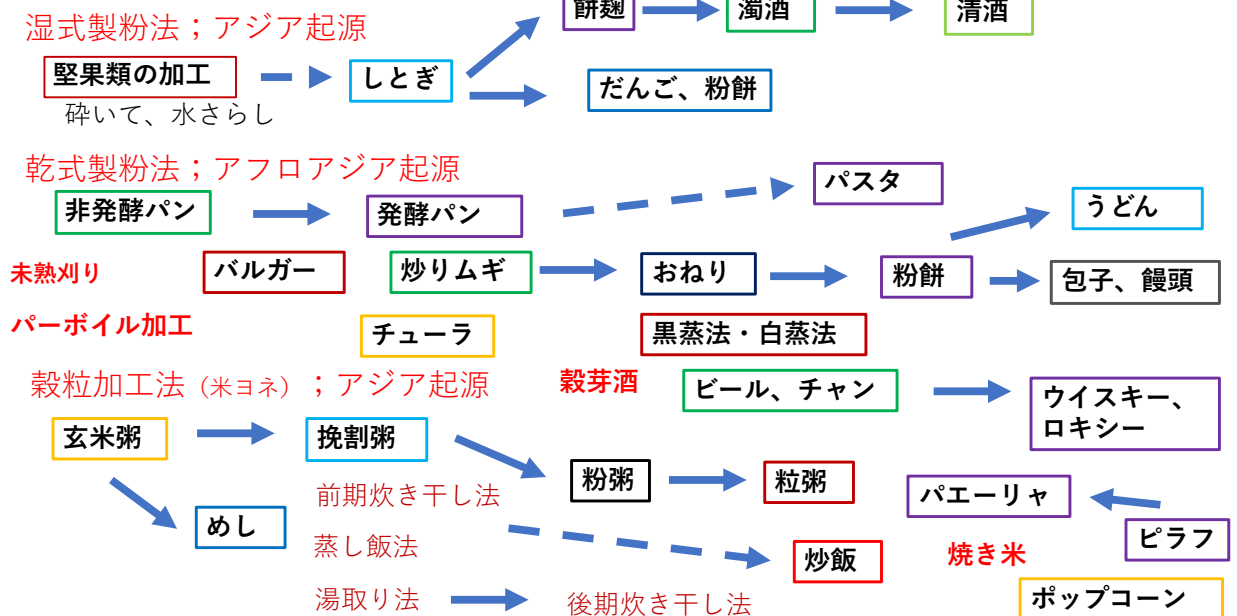 餅麹
濁酒
清酒
湿式製粉法；アジア起源
堅果類の加工
しとぎ
だんご、粉餅
砕いて、水さらし
乾式製粉法；アフロアジア起源
非発酵パン
発酵パン
パスタ
うどん
未熟刈り
バルガー
炒りムギ
おねり
粉餅
包子、饅頭
パーボイル加工
チューラ
黒蒸法・白蒸法
穀粒加工法（米ヨネ）；アジア起源
穀芽酒
ビール、チャン
ウイスキー、
ロキシー
玄米粥
挽割粥
粉粥
粒粥
パエーリャ
前期炊き干し法
めし
蒸し飯法
炒飯
焼き米
ピラフ
湯取り法
後期炊き干し法
ポップコーン